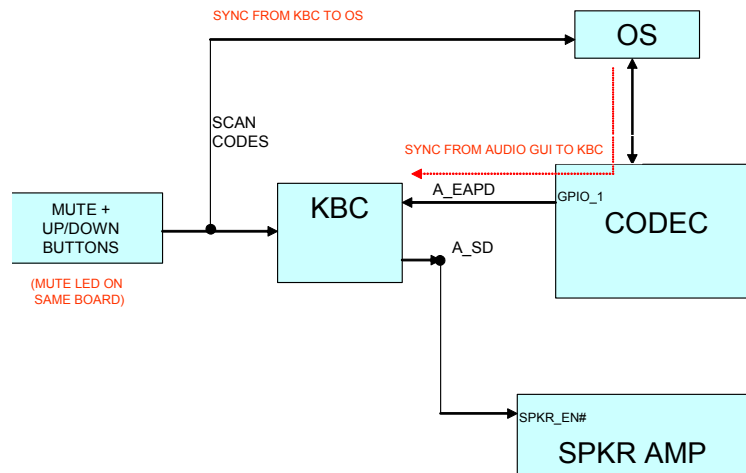 SYNC FROM KBC TO OS
OS
SCAN
CODES
SYNC FROM AUDIO GUI TO KBC
MUTE +
UP/DOWN
BUTTONS
KBC
A_EAPD
GPIO_1
CODEC
A_SD
(MUTE LED ON
SAME BOARD)
SPKR_EN#
SPKR AMP